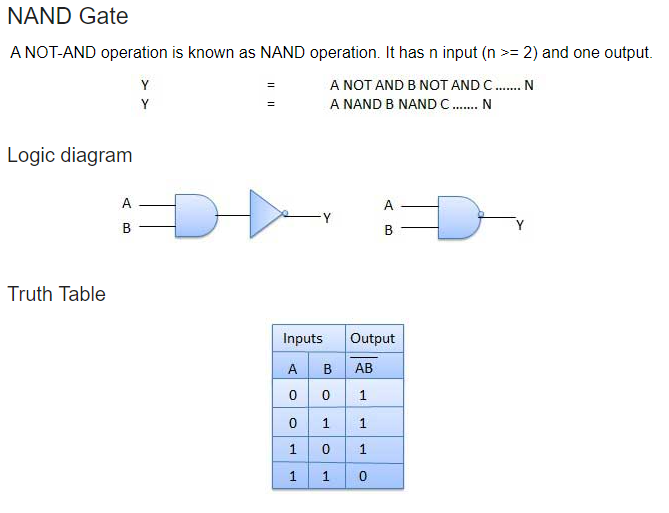 NAND Gate
A NOT-AND operation is known as NAND operation. It has n input (n >= 2) and one output.
Y = A NOT AND B NOT AND C ....... N
Y = A NAND B NAND C ....... N
Logic diagram
A
B
Y
A
B
Y
Truth Table
Inputs Output
A B A̅B̅
0 0 1
0 1 1
1 0 1
1 1 0